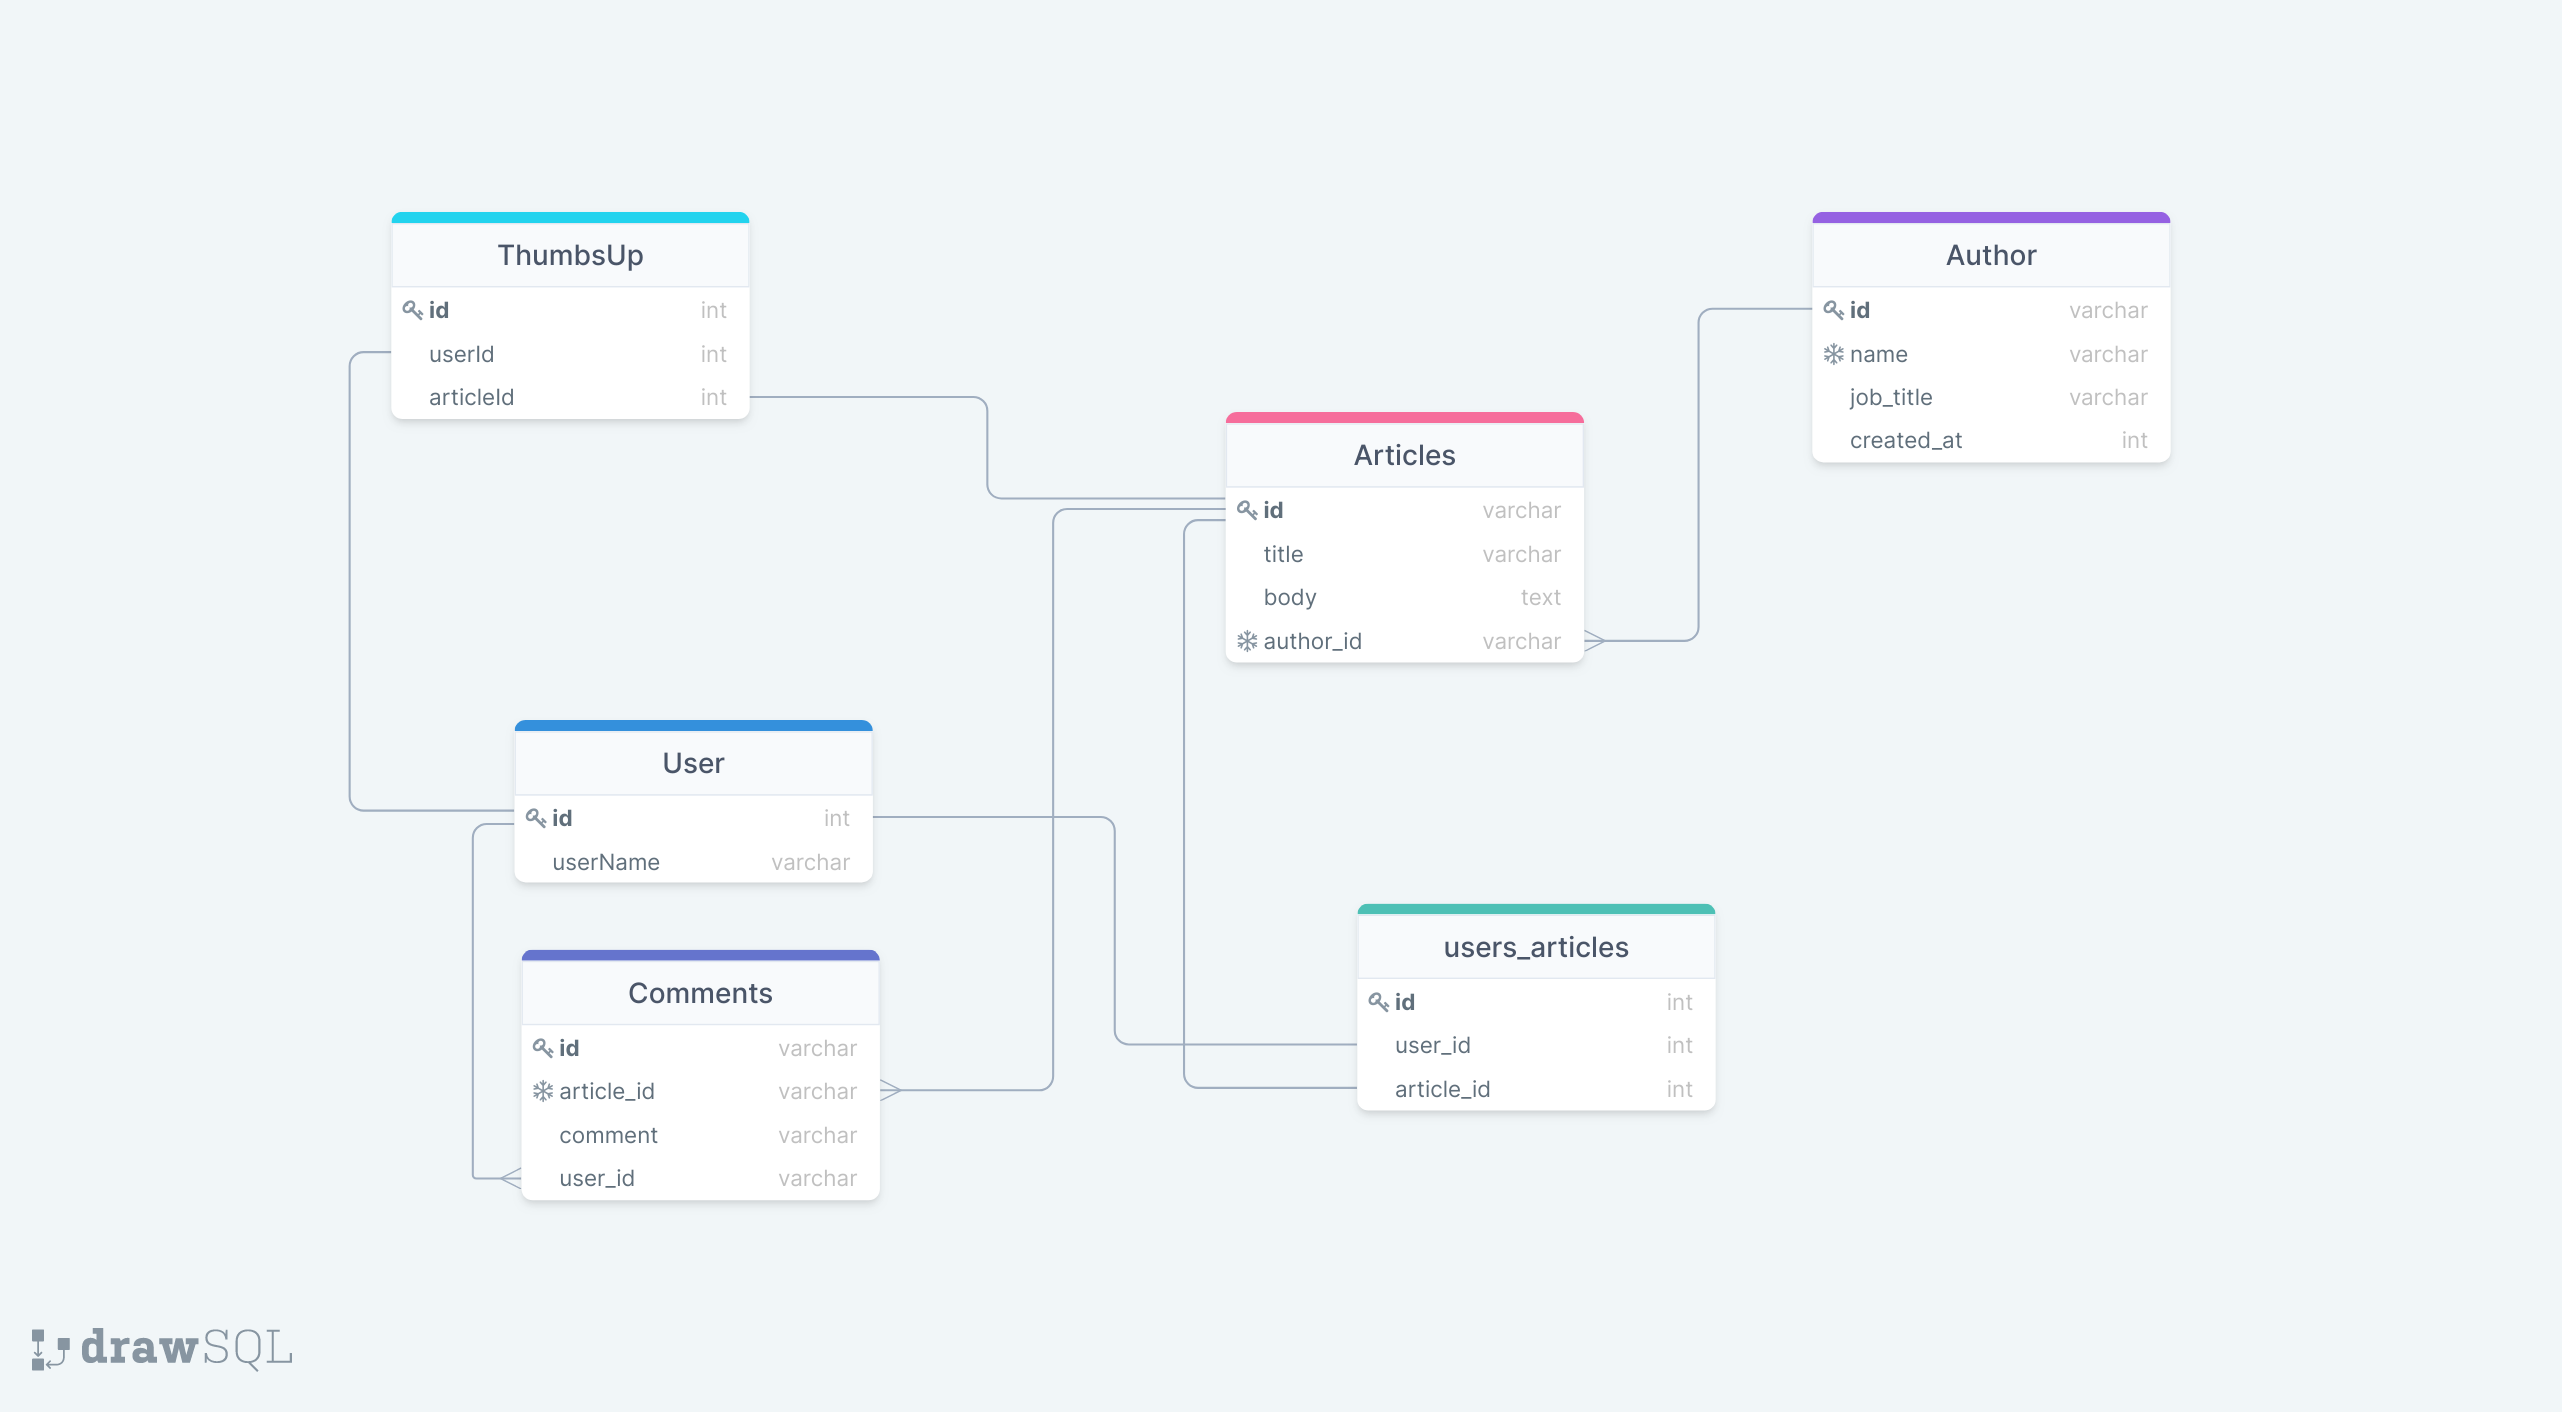 ThumbsUp
id int
userId int
articleId int
Author
id varchar
name varchar
job_title varchar
created_at int
Articles
id varchar
title varchar
body text
author_id varchar
User
id int
userName varchar
users_articles
id int
user_id int
article_id int
Comments
id varchar
article_id varchar
comment varchar
user_id varchar
drawSQL